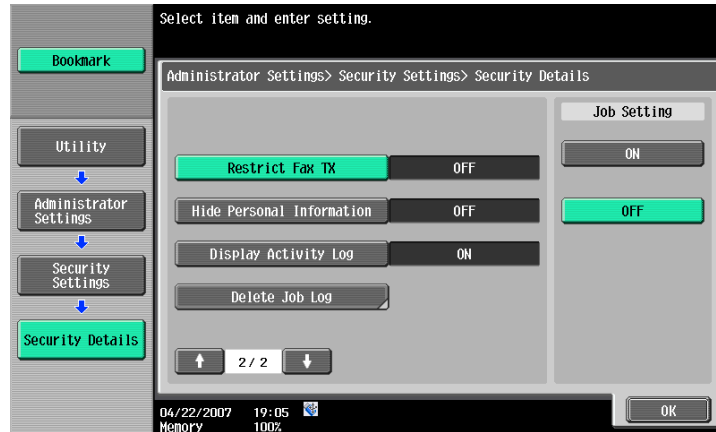 Select item and enter setting.
Bookmark
Administrator Settings> Security Settings> Security Details
Job Setting
Utility
Administrator
Settings
Security
Settings
Security Details
Restrict Fax TX OFF
Hide Personal Information OFF
Display Activity Log ON
Delete Job Log
2/ 2
ON
OFF
04/22/2007 19:05
Memory 100%
OK